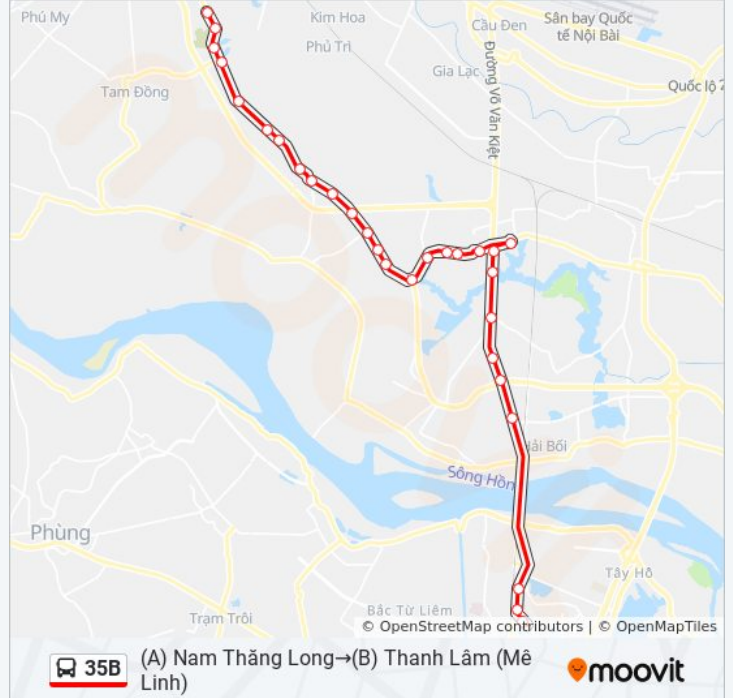 Phú My
Kim Hoa
Cầu Đen
Sân bay Quốc
tế Nội Bài
Phủ Trì
Đường Võ Văn Kiệt
Gia Lạc
Quốc lộ 2
Tam Đồng
Hải Bối
Sông Hồn
Phùng
Tây Hồ
Bắc Từ Liêm
Trạm Trôi
© OpenStreetMap contributors | © OpenMapTiles
35B
(A) Nam Thăng Long→(B) Thanh Lâm (Mê
Linh)
moovit